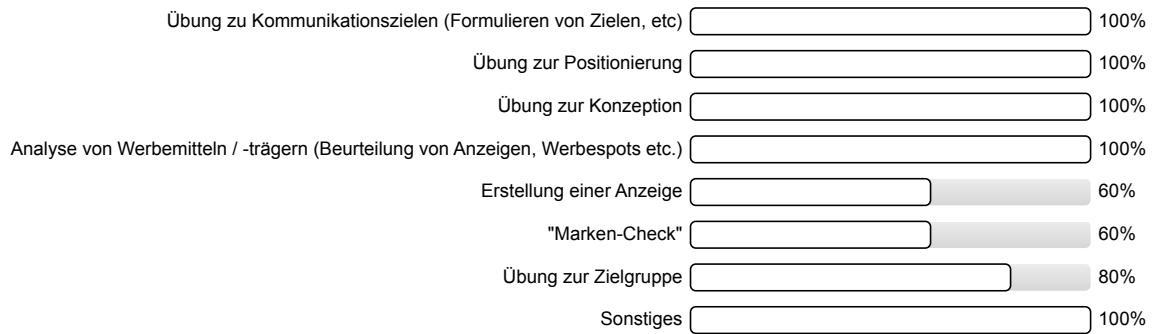 Übung zu Kommunikationszielen (Formulieren von Zielen, etc) 100%
Übung zur Positionierung 100%
Übung zur Konzeption 100%
Analyse von Werbemitteln / -trägern (Beurteilung von Anzeigen, Werbespots etc.) 100%
Erstellung einer Anzeige 60%
"Marken-Check" 60%
Übung zur Zielgruppe 80%
Sonstiges 100%